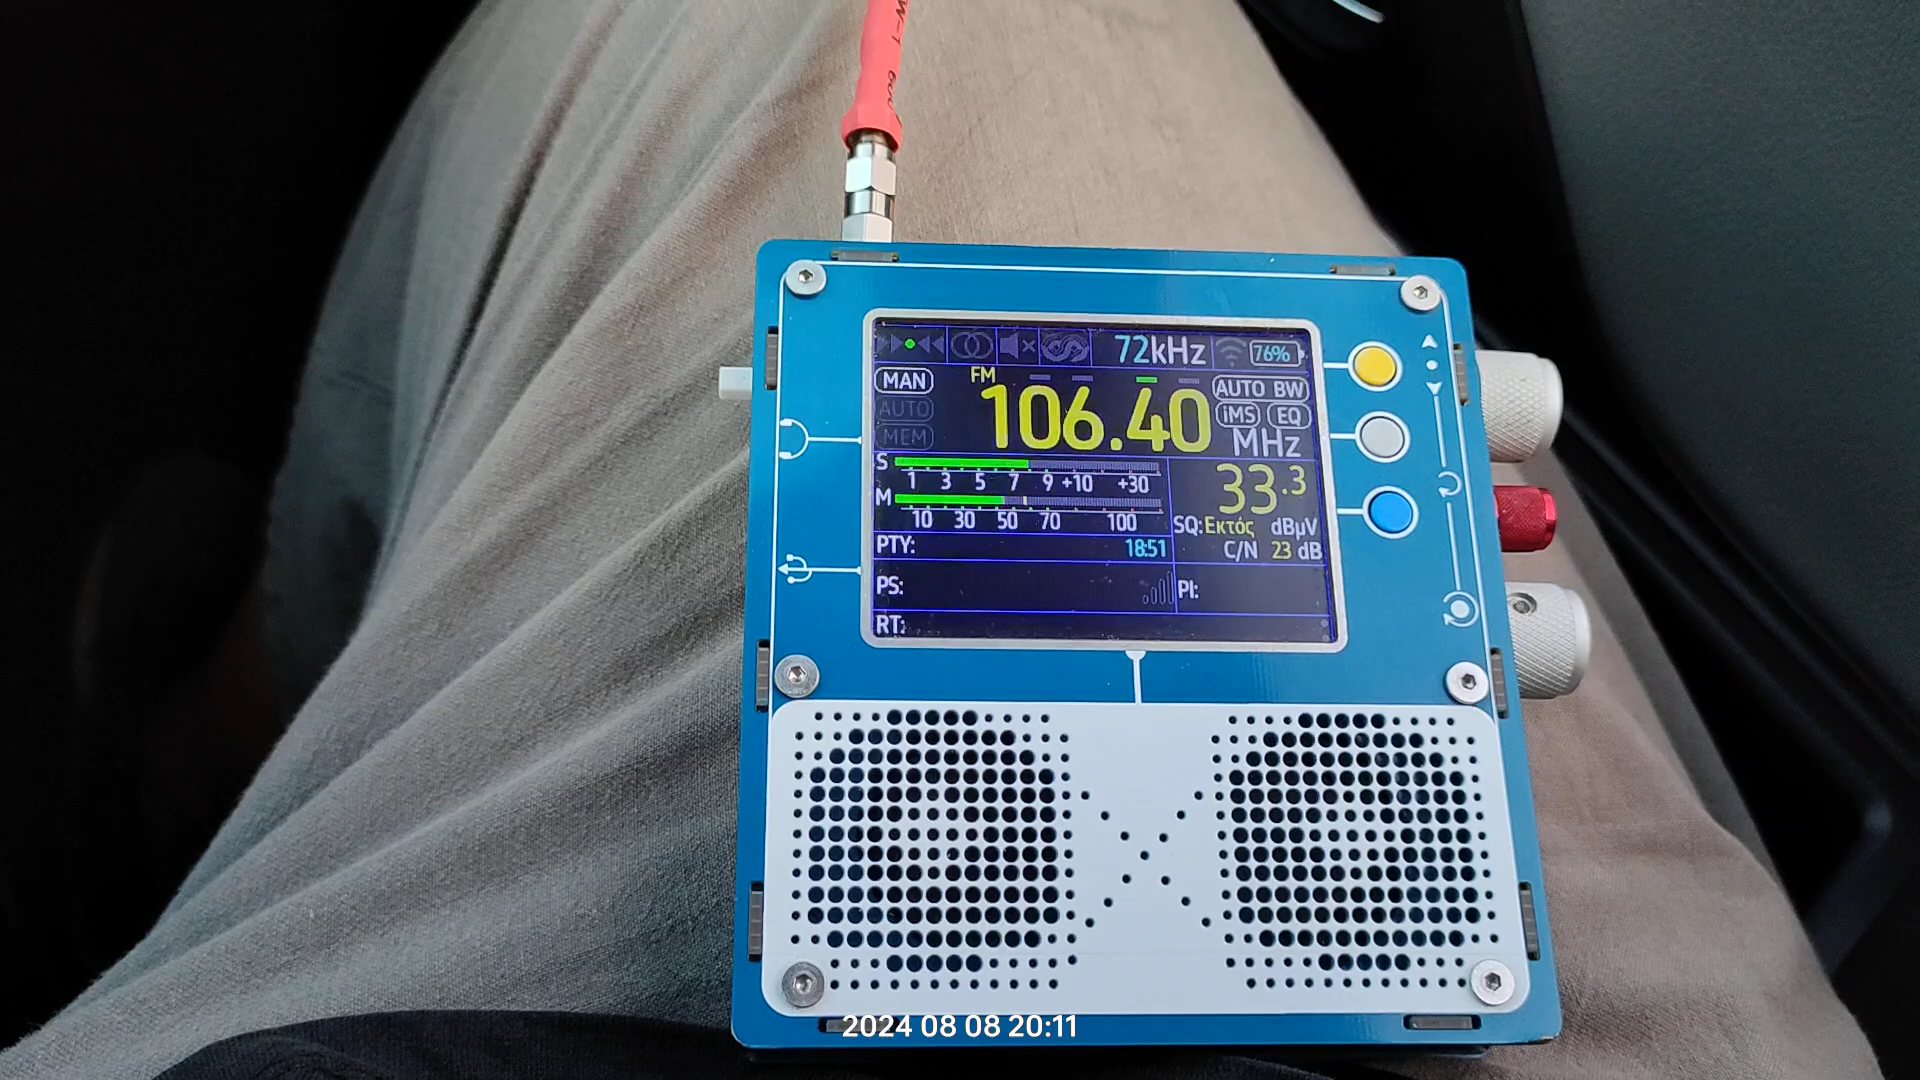 W-1 600
72kHz 76%
MAN FM AUTO BW
AUTO 106.40 iMS EQ
MEM MHz
S 1 3 5 7 9 +10 +30 33.3
M 10 30 50 70 100 SQ:Εκτός dBµV
PTY: 18:51 C/N 23 dB
PS: PI:
RT:
2024 08 08 20:11